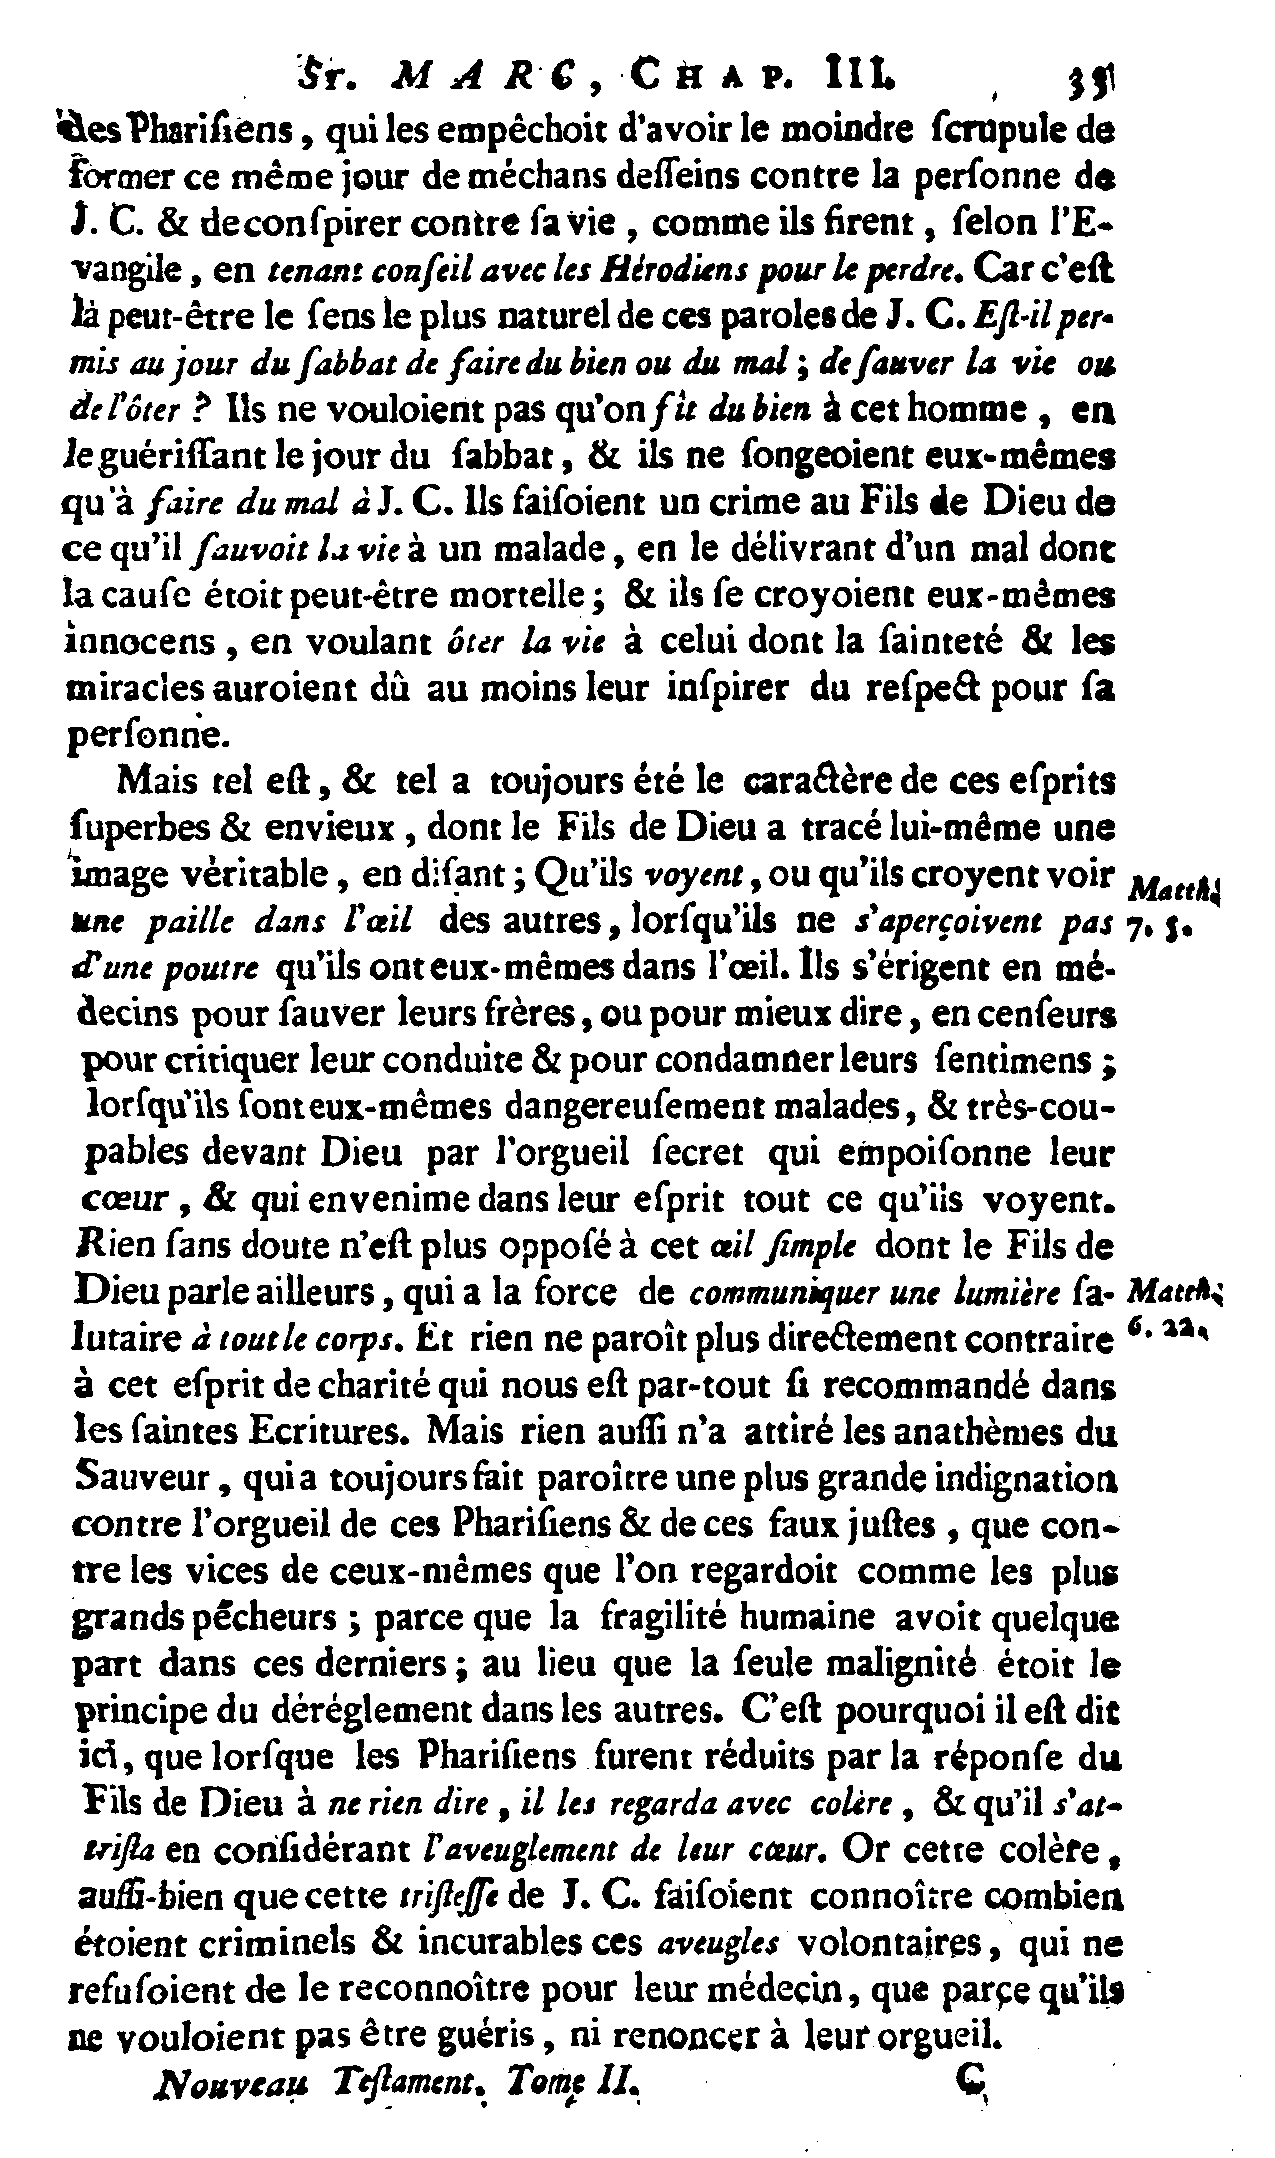 St. MARC, CHAP. III. 33
des Pharisiens, qui les empêchoit d'avoir le moindre ſcrupule de
former ce même jour de méchans deſſeins contre la perſonne de
J. C. & de conſpirer contre ſa vie, comme ils firent, ſelon l'E-
vangile, en tenant conſeil avec les Hérodiens pour le perdre. Car c'eſt
là peut-être le ſens le plus naturel de ces paroles de J. C. Eſt-il per-
mis au jour du ſabbat de faire du bien ou du mal ; de ſauver la vie ou
de l'ôter ? Ils ne vouloient pas qu'on fît du bien à cet homme, en
le guériſſant le jour du ſabbat, & ils ne ſongeoient eux-mêmes
qu'à faire du mal à J. C. Ils faiſoient un crime au Fils de Dieu de
ce qu'il ſauvoit la vie à un malade, en le délivrant d'un mal dont
la cauſe étoit peut-être mortelle ; & ils ſe croyoient eux-mêmes
innocens, en voulant ôter la vie à celui dont la ſainteté & les
miracles auroient dû au moins leur inſpirer du reſpect pour ſa
perſonne.
Mais tel eſt, & tel a toujours été le caractère de ces eſprits
ſuperbes & envieux, dont le Fils de Dieu a tracé lui-même une
image vèritable, en diſant ; Qu'ils voyent, ou qu'ils croyent voir
Matth.
une paille dans l'œil des autres, lorſqu'ils ne s'aperçoivent pas
7. 5.
d'une poutre qu'ils ont eux-mêmes dans l'œil. Ils s'érigent en mé-
decins pour ſauver leurs frères, ou pour mieux dire, en cenſeurs
pour critiquer leur conduite & pour condamner leurs ſentimens ;
lorſqu'ils ſont eux-mêmes dangereuſement malades, & très-cou-
pables devant Dieu par l'orgueil ſecret qui empoiſonne leur
cœur, & qui envenime dans leur eſprit tout ce qu'ils voyent.
Rien ſans doute n'eſt plus oppoſé à cet œil ſimple dont le Fils de
Dieu parle ailleurs, qui a la force de communiquer une lumière ſa-
Matth.
lutaire à tout le corps. Et rien ne paroît plus directement contraire
6. 22.
à cet eſprit de charité qui nous eſt par-tout ſi recommandé dans
les ſaintes Ecritures. Mais rien auſſi n'a attiré les anathèmes du
Sauveur, qui a toujours fait paroître une plus grande indignation
contre l'orgueil de ces Phariſiens & de ces faux juſtes, que con-
tre les vices de ceux-mêmes que l'on regardoit comme les plus
grands pêcheurs ; parce que la fragilité humaine avoit quelque
part dans ces derniers ; au lieu que la ſeule malignité étoit le
principe du déréglement dans les autres. C'eſt pourquoi il eſt dit
ici, que lorſque les Phariſiens furent réduits par la réponſe du
Fils de Dieu à ne rien dire, il les regarda avec colère, & qu'il s'at-
triſta en conſidérant l'aveuglement de leur cœur. Or cette colère,
auſſi-bien que cette triſteſſe de J. C. faiſoient connoître combien
étoient criminels & incurables ces aveugles volontaires, qui ne
refuſoient de le reconnoître pour leur médecin, que parce qu'ils
ne vouloient pas être guéris, ni renoncer à leur orgueil.
Nouveau Teſtament. Tome II. C